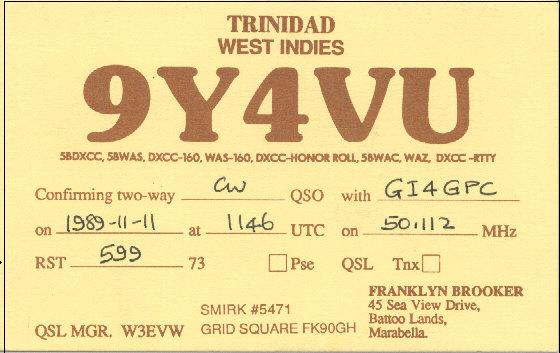 TRINIDAD
WEST INDIES
9Y4VU
5BDXCC, 5BWAS, DXCC-160, WAS-160, DXCC-HONOR ROLL, 5BWAC, WAZ, DXCC -RTTY
Confirming two-way CW QSO with GI4GPC
on 1989-11-11 at 1146 UTC on 50.112 MHz
RST 599 73 Pse QSL Tnx
FRANKLYN BROOKER
45 Sea View Drive,
Battoo Lands,
Marabella.
SMIRK #5471
QSL MGR. W3EVW GRID SQUARE FK90GH